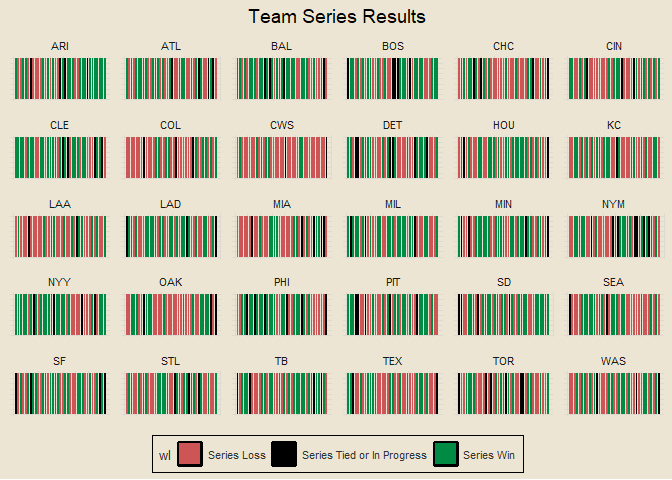 Team Series Results
ARI ATL BAL BOS CHC CIN
CLE COL CWS DET HOU KC
LAA LAD MIA MIL MIN NYM
NYY OAK PHI PIT SD SEA
SF STL TB TEX TOR WAS
wl Series Loss Series Tied or In Progress Series Win